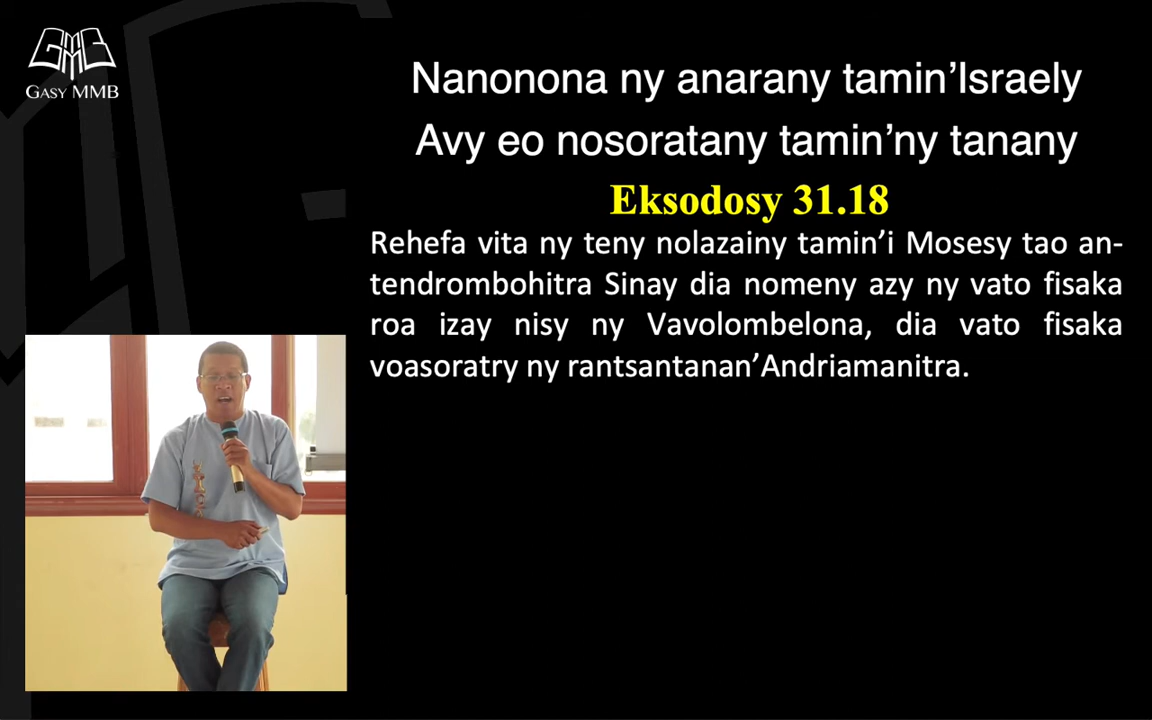 GMMB
GASY MMB
Nanonona ny anarany tamin’Israely
Avy eo nosoratany tamin’ny tanany
Eksodosy 31.18
Rehefa vita ny teny nolazainy tamin’i Mosesy tao an-
tendrombohitra Sinay dia nomeny azy ny vato fisaka
roa izay nisy ny Vavolombelona, dia vato fisaka
voasoratry ny rantsantanan’Andriamanitra.